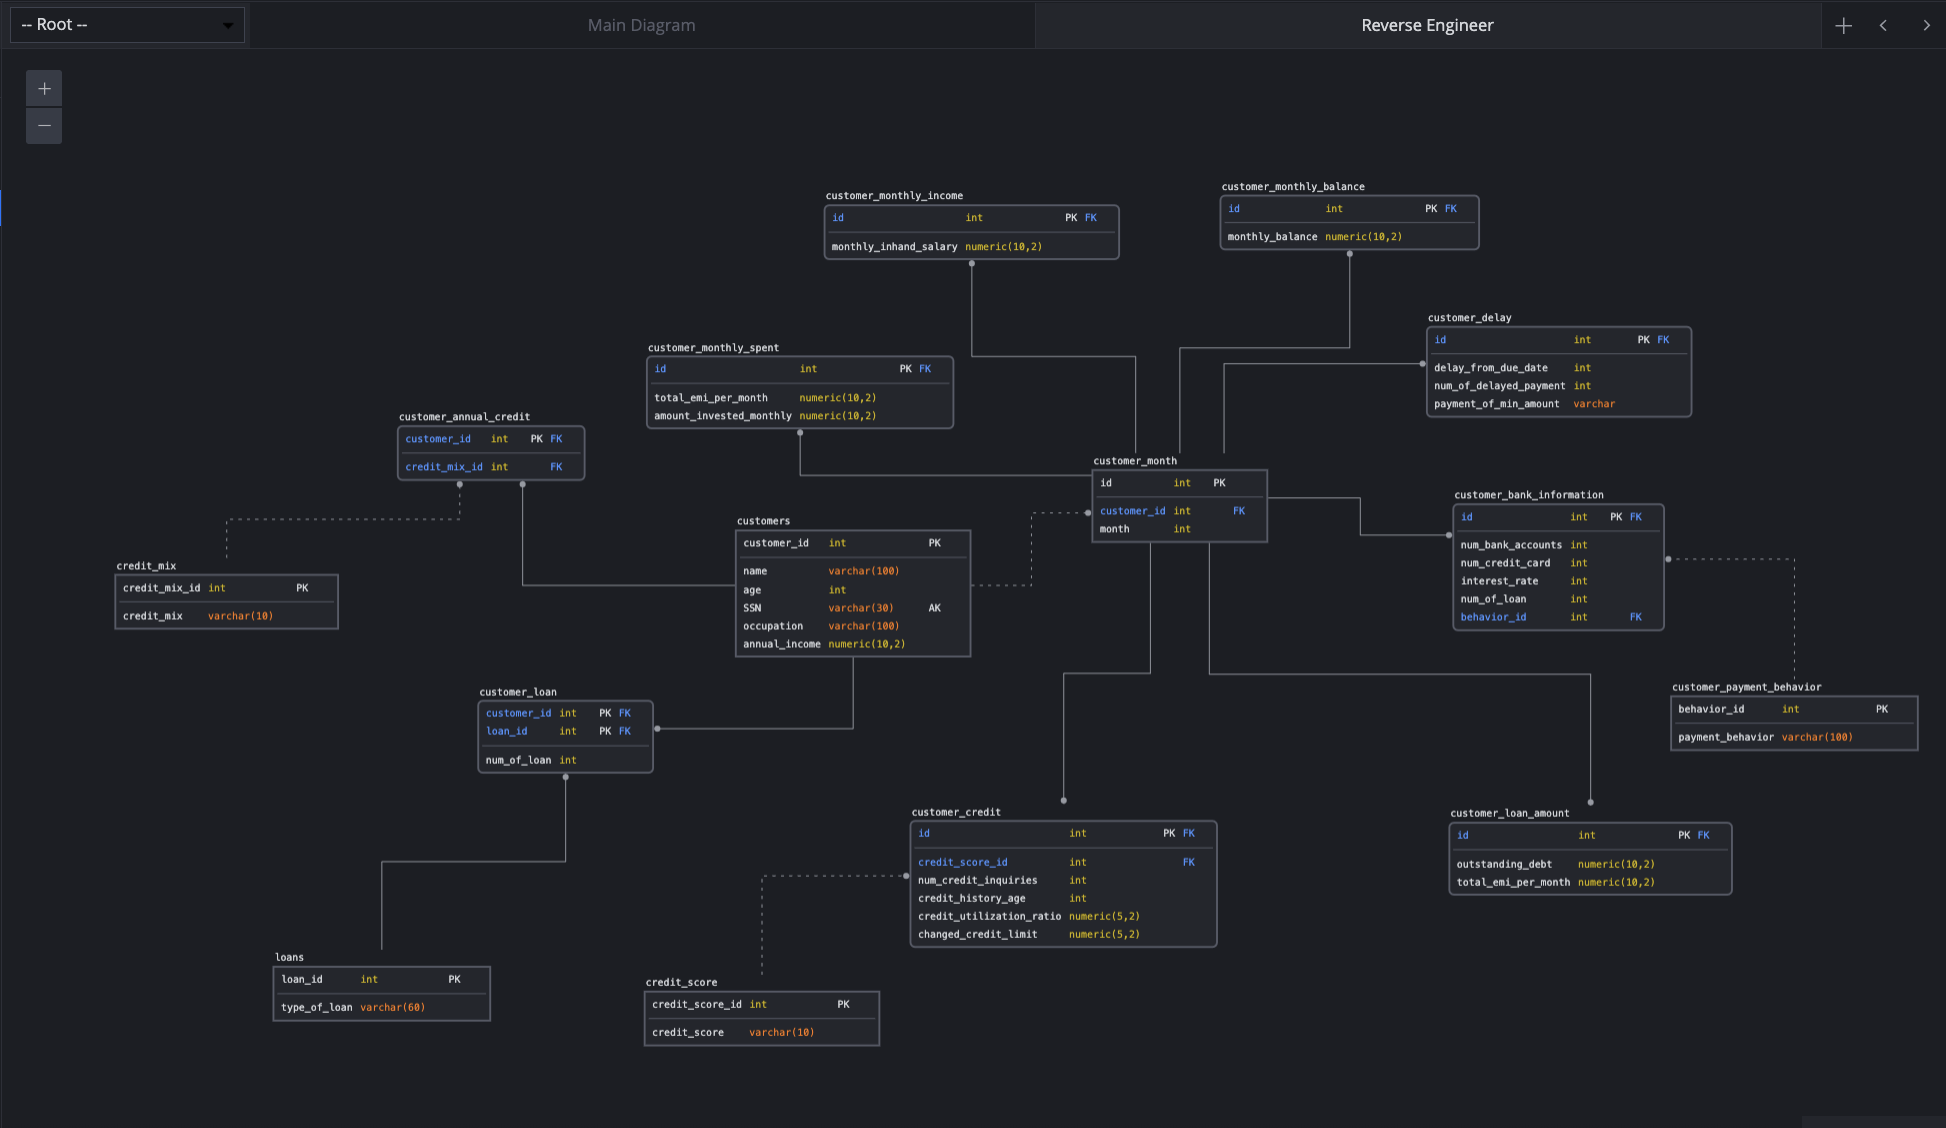 -- Root --
Main Diagram
Reverse Engineer
customer_monthly_income
id int PK FK
monthly_inhand_salary numeric(10,2)
customer_monthly_balance
id int PK FK
monthly_balance numeric(10,2)
customer_delay
id int PK FK
delay_from_due_date int
num_of_delayed_payment int
payment_of_min_amount varchar
customer_monthly_spent
id int PK FK
total_emi_per_month numeric(10,2)
amount_invested_monthly numeric(10,2)
customer_annual_credit
customer_id int PK FK
credit_mix_id int FK
customer_month
id int PK
customer_id int FK
month int
customer_bank_information
id int PK FK
num_bank_accounts int
num_credit_card int
interest_rate int
num_of_loan int
behavior_id int FK
customers
customer_id int PK
name varchar(100)
age int
SSN varchar(30) AK
occupation varchar(100)
annual_income numeric(10,2)
credit_mix
credit_mix_id int PK
credit_mix varchar(10)
customer_loan
customer_id int PK FK
loan_id int PK FK
num_of_loan int
customer_payment_behavior
behavior_id int PK
payment_behavior varchar(100)
customer_credit
id int PK FK
credit_score_id int FK
num_credit_inquiries int
credit_history_age int
credit_utilization_ratio numeric(5,2)
changed_credit_limit numeric(5,2)
customer_loan_amount
id int PK FK
outstanding_debt numeric(10,2)
total_emi_per_month numeric(10,2)
loans
loan_id int PK
type_of_loan varchar(60)
credit_score
credit_score_id int PK
credit_score varchar(10)